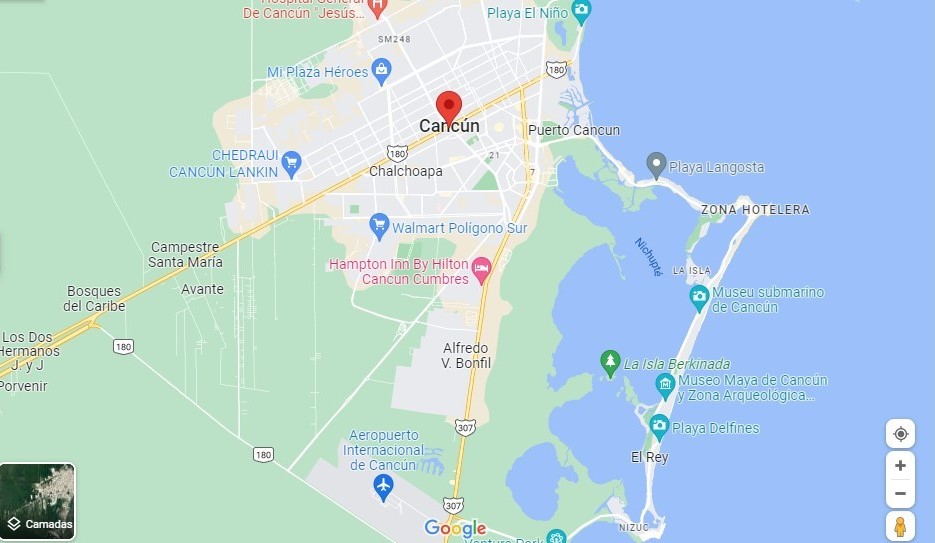 Hospital General
De Cancún "Jesús...
Playa El Niño
SM248
Mi Plaza Héroes
180
Cancún
Puerto Cancun
CHEDRAUI
CANCÚN LANKIN
180
21
Chalchoapa
7
Playa Langosta
ZONA HOTELERA
Walmart Polígono Sur
Campestre
Santa María
Nichupté
Hampton Inn By Hilton
Cancun Cumbres
LA ISLA
Avante
Bosques
del Caribe
Museu submarino
de Cancún
Los Dos
Hermanos
J. y J
180
Porvenir
Alfredo
V. Bonfil
La Isla Berkinada
Museo Maya de Cancún
y Zona Arqueológica...
307
Playa Delfines
Aeropuerto
Internacional
de Cancún
180
El Rey
307
Camadas
Google
NIZUC
Ventura Park